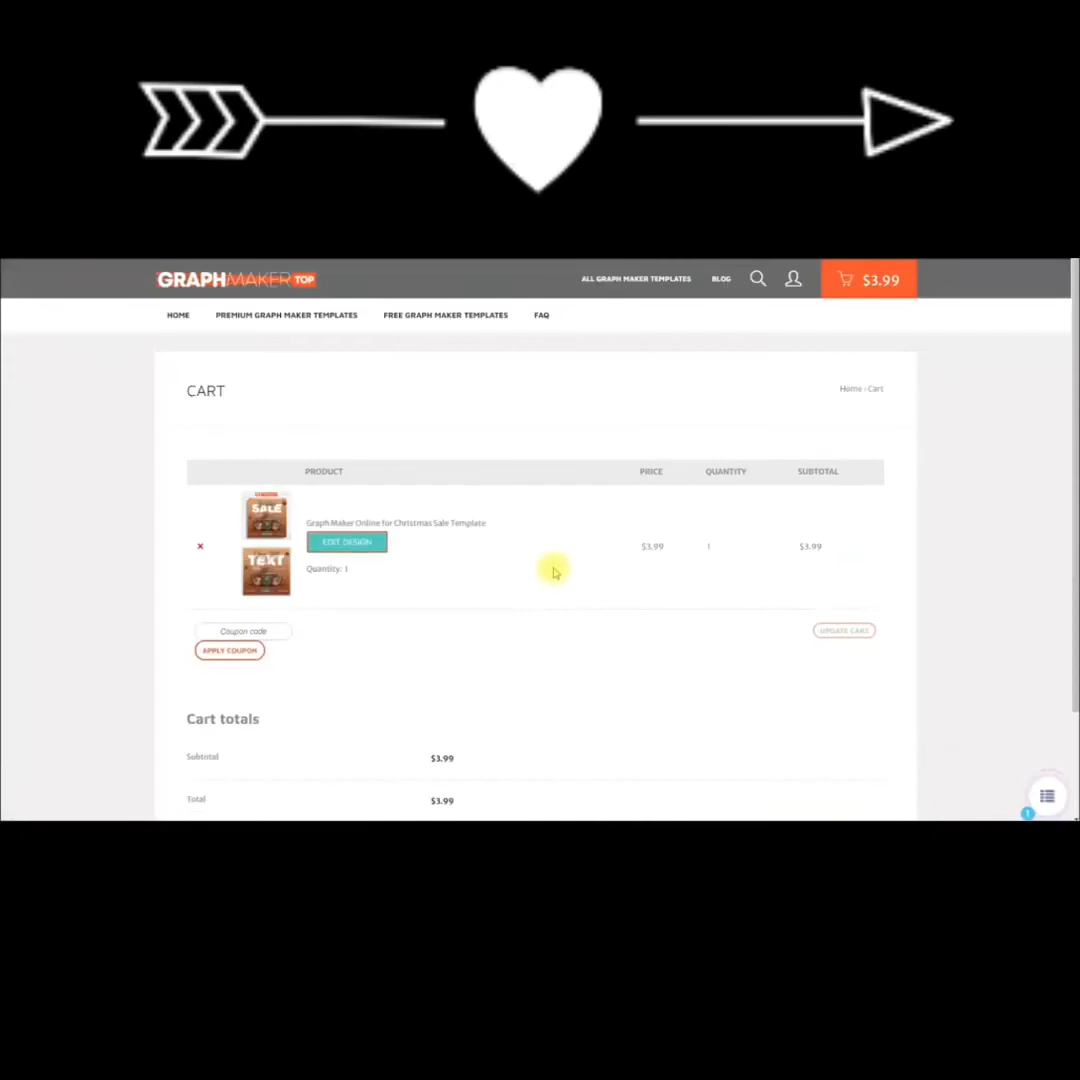 GRAPHMAKER TOP
ALL GRAPH MAKER TEMPLATES
BLOG
$3.99
HOME
PREMIUM GRAPH MAKER TEMPLATES
FREE GRAPH MAKER TEMPLATES
FAQ
CART
Home › Cart
PRODUCT
PRICE
QUANTITY
SUBTOTAL
SALE
TEXT
Graph Maker Online for Christmas Sale Template
EDIT DESIGN
Quantity: 1
$3.99
1
$3.99
Coupon code
UPDATE CART
APPLY COUPON
Cart totals
Subtotal
$3.99
Total
$3.99
1